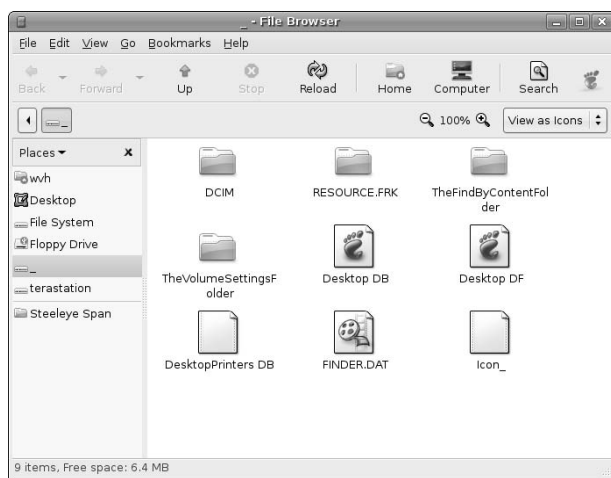 _ - File Browser
File Edit View Go Bookmarks Help
Back Forward Up Stop Reload Home Computer Search
_ 100% View as Icons
Places
wvh
Desktop
File System
Floppy Drive
_
terastation
Steeleye Span
DCIM RESOURCE.FRK TheFindByContentFol
der
TheVolumeSettingsF
older Desktop DB Desktop DF
DesktopPrinters DB FINDER.DAT Icon_
9 items, Free space: 6.4 MB